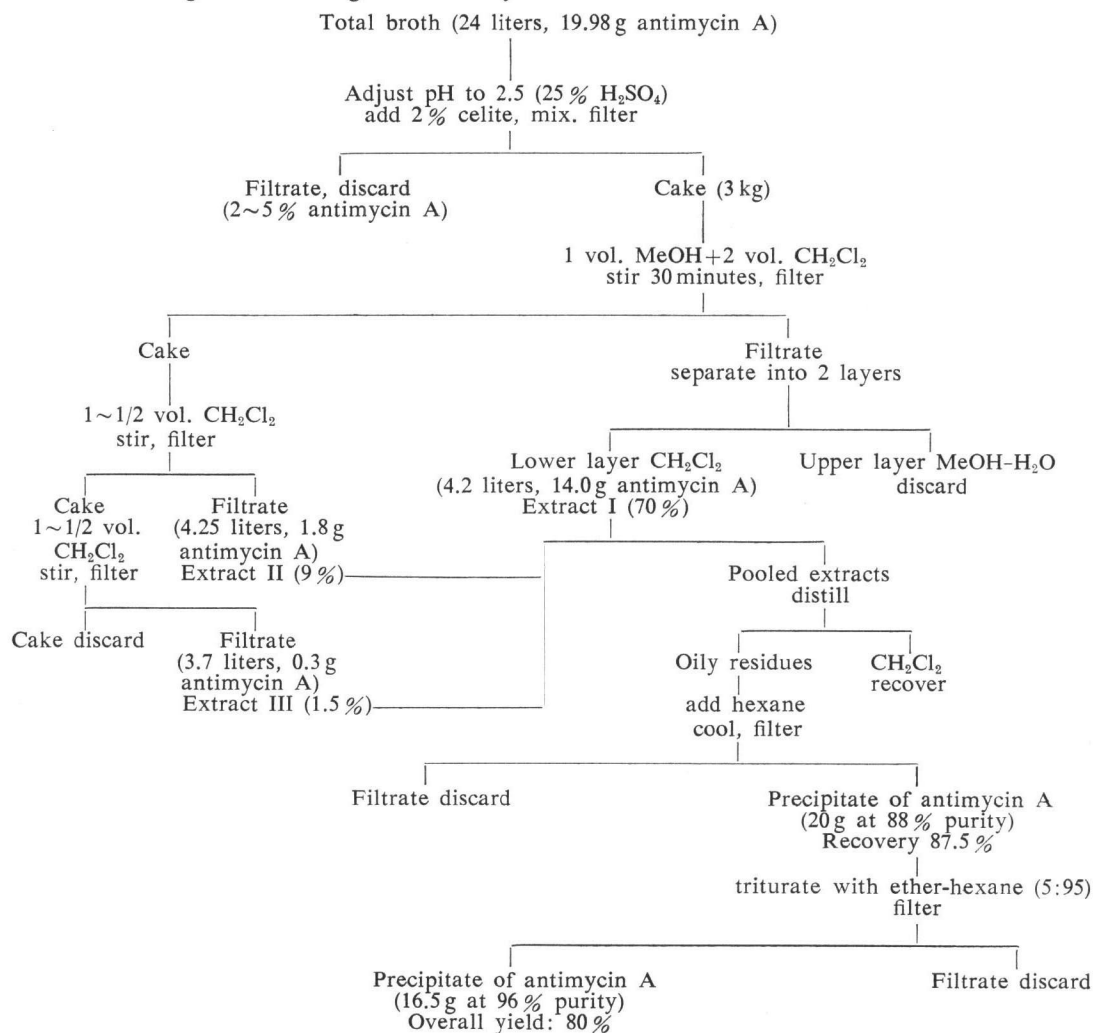 Total broth (24 liters, 19.98 g antimycin A)
Adjust pH to 2.5 (25 % H₂SO₄)
add 2 % celite, mix. filter
Filtrate, discard
(2~5 % antimycin A)
Cake (3 kg)
1 vol. MeOH+2 vol. CH₂Cl₂
stir 30 minutes, filter
Cake
Filtrate
separate into 2 layers
1~1/2 vol. CH₂Cl₂
stir, filter
Lower layer CH₂Cl₂
(4.2 liters, 14.0 g antimycin A)
Extract I (70 %)
Upper layer MeOH-H₂O
discard
Cake
1~1/2 vol.
CH₂Cl₂
stir, filter
Filtrate
(4.25 liters, 1.8 g
antimycin A)
Extract II (9 %)
Pooled extracts
distill
Cake discard
Filtrate
(3.7 liters, 0.3 g
antimycin A)
Extract III (1.5 %)
Oily residues
CH₂Cl₂
recover
add hexane
cool, filter
Filtrate discard
Precipitate of antimycin A
(20 g at 88 % purity)
Recovery 87.5 %
triturate with ether-hexane (5:95)
filter
Precipitate of antimycin A
(16.5 g at 96 % purity)
Overall yield: 80 %
Filtrate discard